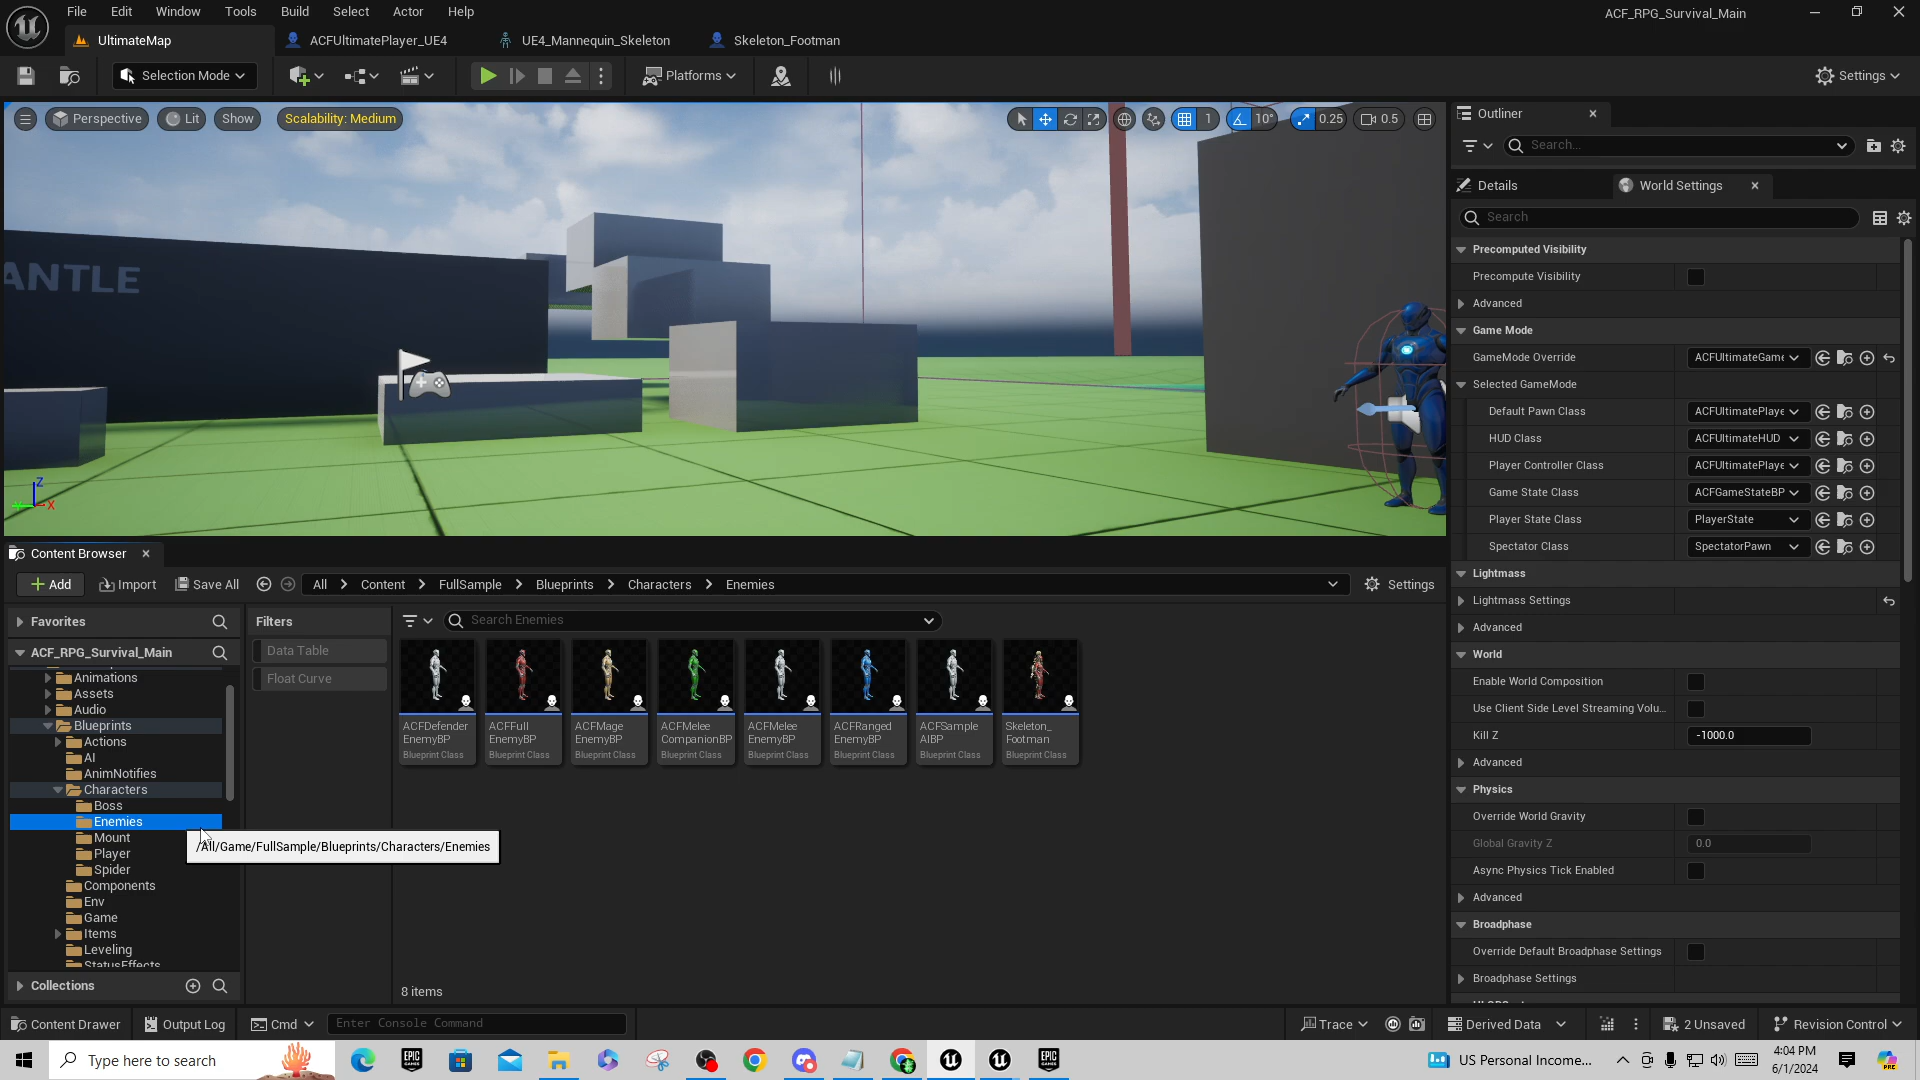 File Edit Window Tools Build Select Actor Help
ACF_RPG_Survival_Main
UltimateMap
ACFUltimatePlayer_UE4
UE4_Mannequin_Skeleton
Skeleton_Footman
Selection Mode
Platforms
Settings
Perspective
Lit
Show
Scalability: Medium
1
10°
0.25
0.5
ANTLE
Z
X
Outliner
Search...
Details
World Settings
Search
Precomputed Visibility
Precompute Visibility
Advanced
Game Mode
GameMode Override ACFUltimateGame
Selected GameMode
Default Pawn Class ACFUltimatePlaye
HUD Class ACFUltimateHUD
Player Controller Class ACFUltimatePlaye
Game State Class ACFGameStateBP
Player State Class PlayerState
Spectator Class SpectatorPawn
Lightmass
Lightmass Settings
Advanced
World
Enable World Composition
Use Client Side Level Streaming Volu...
Kill Z -1000.0
Advanced
Physics
Override World Gravity
Global Gravity Z 0.0
Async Physics Tick Enabled
Advanced
Broadphase
Override Default Broadphase Settings
Broadphase Settings
Content Browser
Add
Import
Save All
All > Content > FullSample > Blueprints > Characters > Enemies
Settings
Favorites
ACF_RPG_Survival_Main
Animations
Assets
Audio
Blueprints
Actions
AI
AnimNotifies
Characters
Boss
Enemies
Mount
Player
Spider
Components
Env
Game
Items
Leveling
StatusEffects
Collections
Filters
Data Table
Float Curve
Search Enemies
ACFDefender
EnemyBP
Blueprint Class
ACFFull
EnemyBP
Blueprint Class
ACFMage
EnemyBP
Blueprint Class
ACFMelee
CompanionBP
Blueprint Class
ACFMelee
EnemyBP
Blueprint Class
ACFRanged
EnemyBP
Blueprint Class
ACFSample
AIBP
Blueprint Class
Skeleton_
Footman
Blueprint Class
/All/Game/FullSample/Blueprints/Characters/Enemies
8 items
Content Drawer
Output Log
Cmd
Enter Console Command
Trace
Derived Data
2 Unsaved
Revision Control
Type here to search
EPIC
GAMES
EPIC
GAMES
US Personal Income...
4:04 PM
6/1/2024
PRE